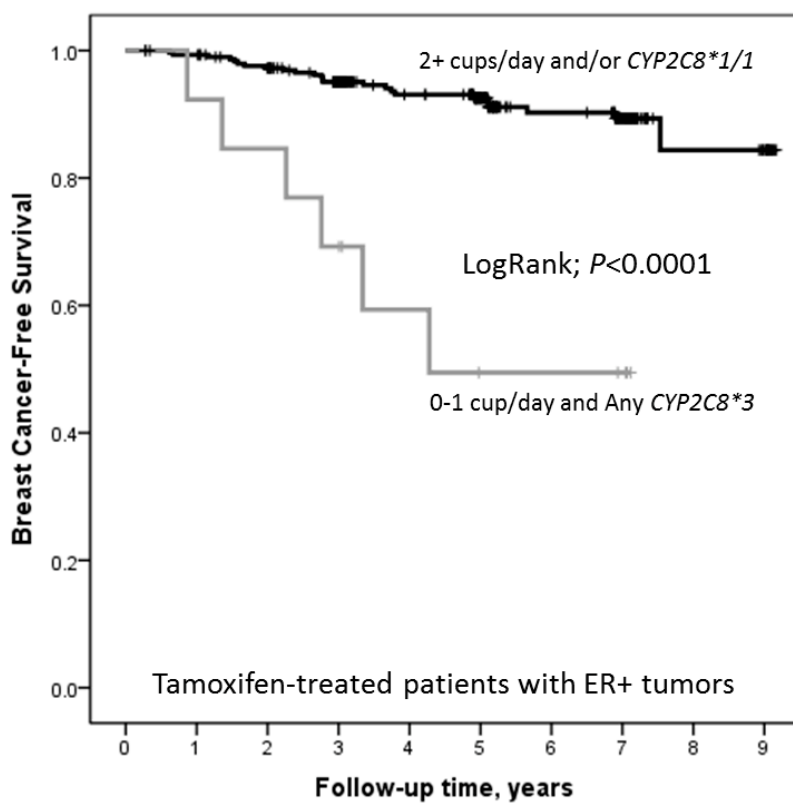 2+ cups/day and/or CYP2C8*1/1
LogRank; P<0.0001
0-1 cup/day and Any CYP2C8*3
Tamoxifen-treated patients with ER+ tumors
Breast Cancer-Free Survival
1.0
0.8
0.6
0.4
0.2
0.0
0 1 2 3 4 5 6 7 8 9
Follow-up time, years